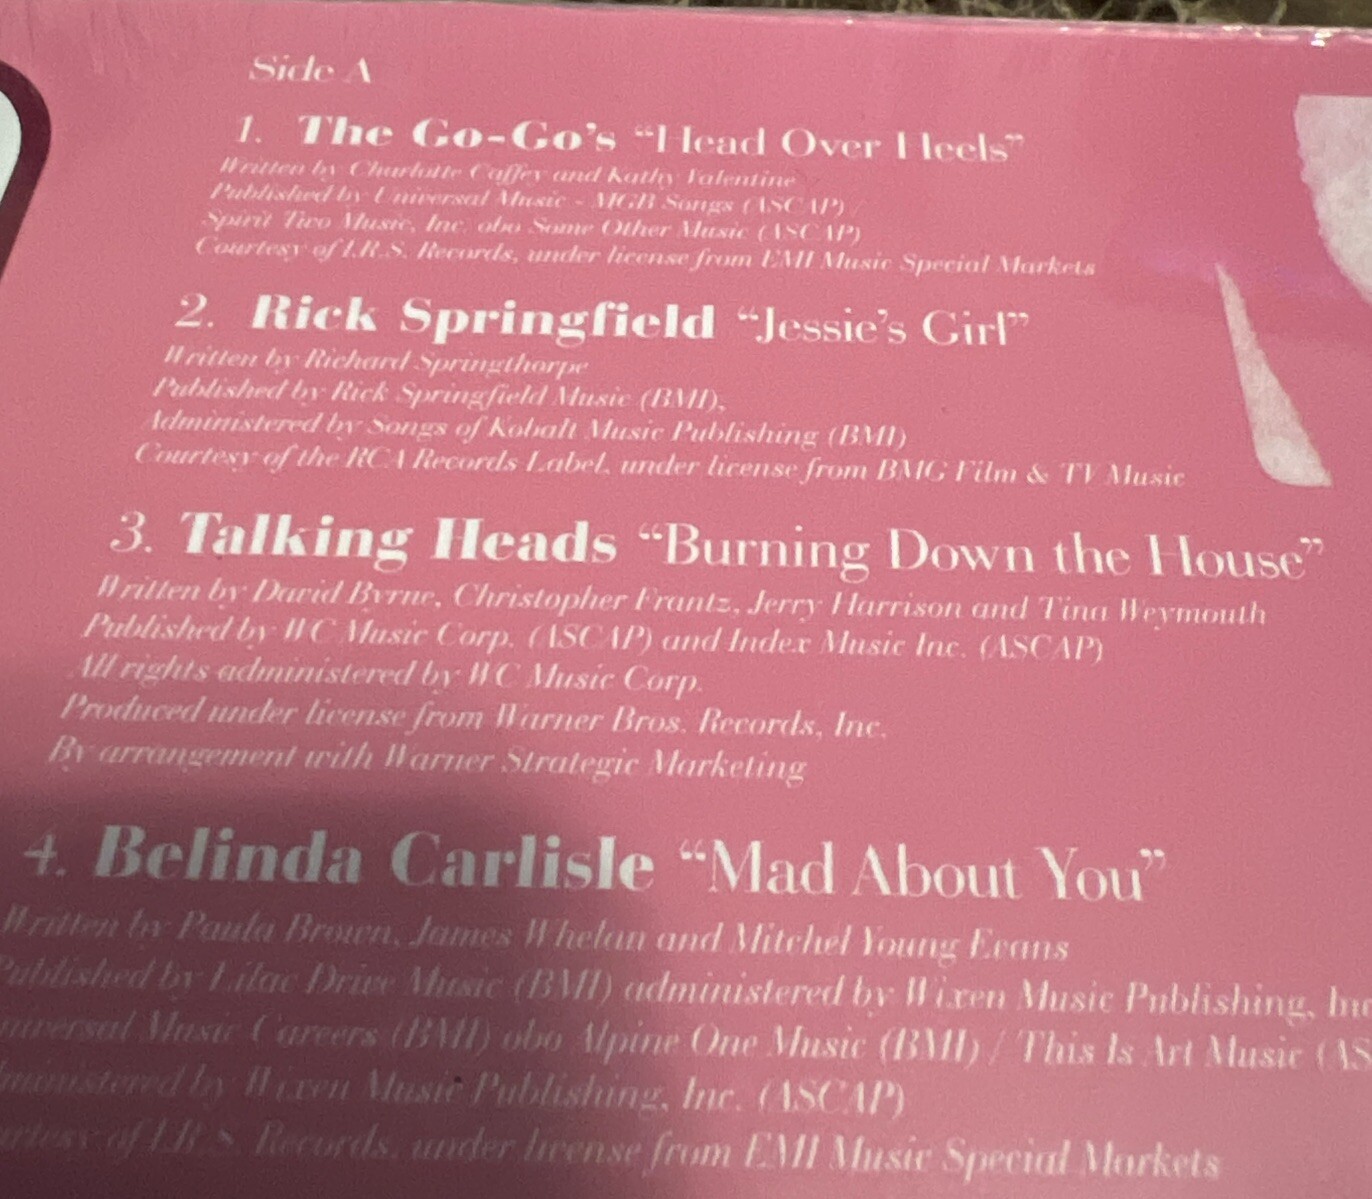 Side A
1. The Go-Go's “Head Over Heels”
Written by Charlotte Caffey and Kathy Valentine
Published by Universal Music - MGB Songs (ASCAP) /
Spirit Two Music, Inc. obo Some Other Music (ASCAP)
Courtesy of I.R.S. Records, under license from EMI Music Special Markets
2. Rick Springfield “Jessie's Girl”
Written by Richard Springthorpe
Published by Rick Springfield Music (BMI),
Administered by Songs of Kobalt Music Publishing (BMI)
Courtesy of the RCA Records Label, under license from BMG Film & TV Music
3. Talking Heads “Burning Down the House”
Written by David Byrne, Christopher Frantz, Jerry Harrison and Tina Weymouth
Published by WC Music Corp. (ASCAP) and Index Music Inc. (ASCAP)
All rights administered by WC Music Corp.
Produced under license from Warner Bros. Records, Inc.
By arrangement with Warner Strategic Marketing
4. Belinda Carlisle “Mad About You”
Written by Paula Brown, James Whelan and Mitchel Young Evans
Published by Lilac Drive Music (BMI) administered by Wixen Music Publishing, Inc
niversal Music Careers (BMI) obo Alpine One Music (BMI) / This Is Art Music (AS
ministered by Wixen Music Publishing, Inc. (ASCAP)
urtesy of I.R.S. Records, under license from EMI Music Special Markets